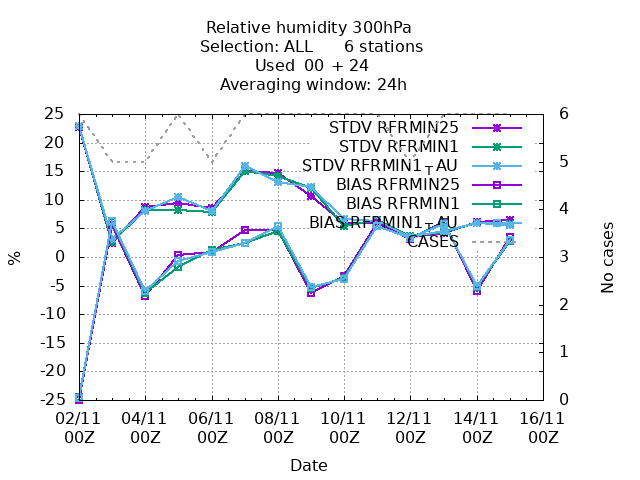 Relative humidity 300hPa
Selection: ALL 6 stations
Used 00 + 24
Averaging window: 24h
STDV RFRMIN25
STDV RFRMIN1
STDV RFRMIN1_AU
BIAS RFRMIN25
BIAS RFRMIN1
BIAS RFRMIN1_AU
CASES
%
25
20
15
10
5
0
-5
-10
-15
-20
-25
No cases
6
5
4
3
2
1
0
02/11 04/11 06/11 08/11 10/11 12/11 14/11 16/11
00Z 00Z 00Z 00Z 00Z 00Z 00Z 00Z
Date